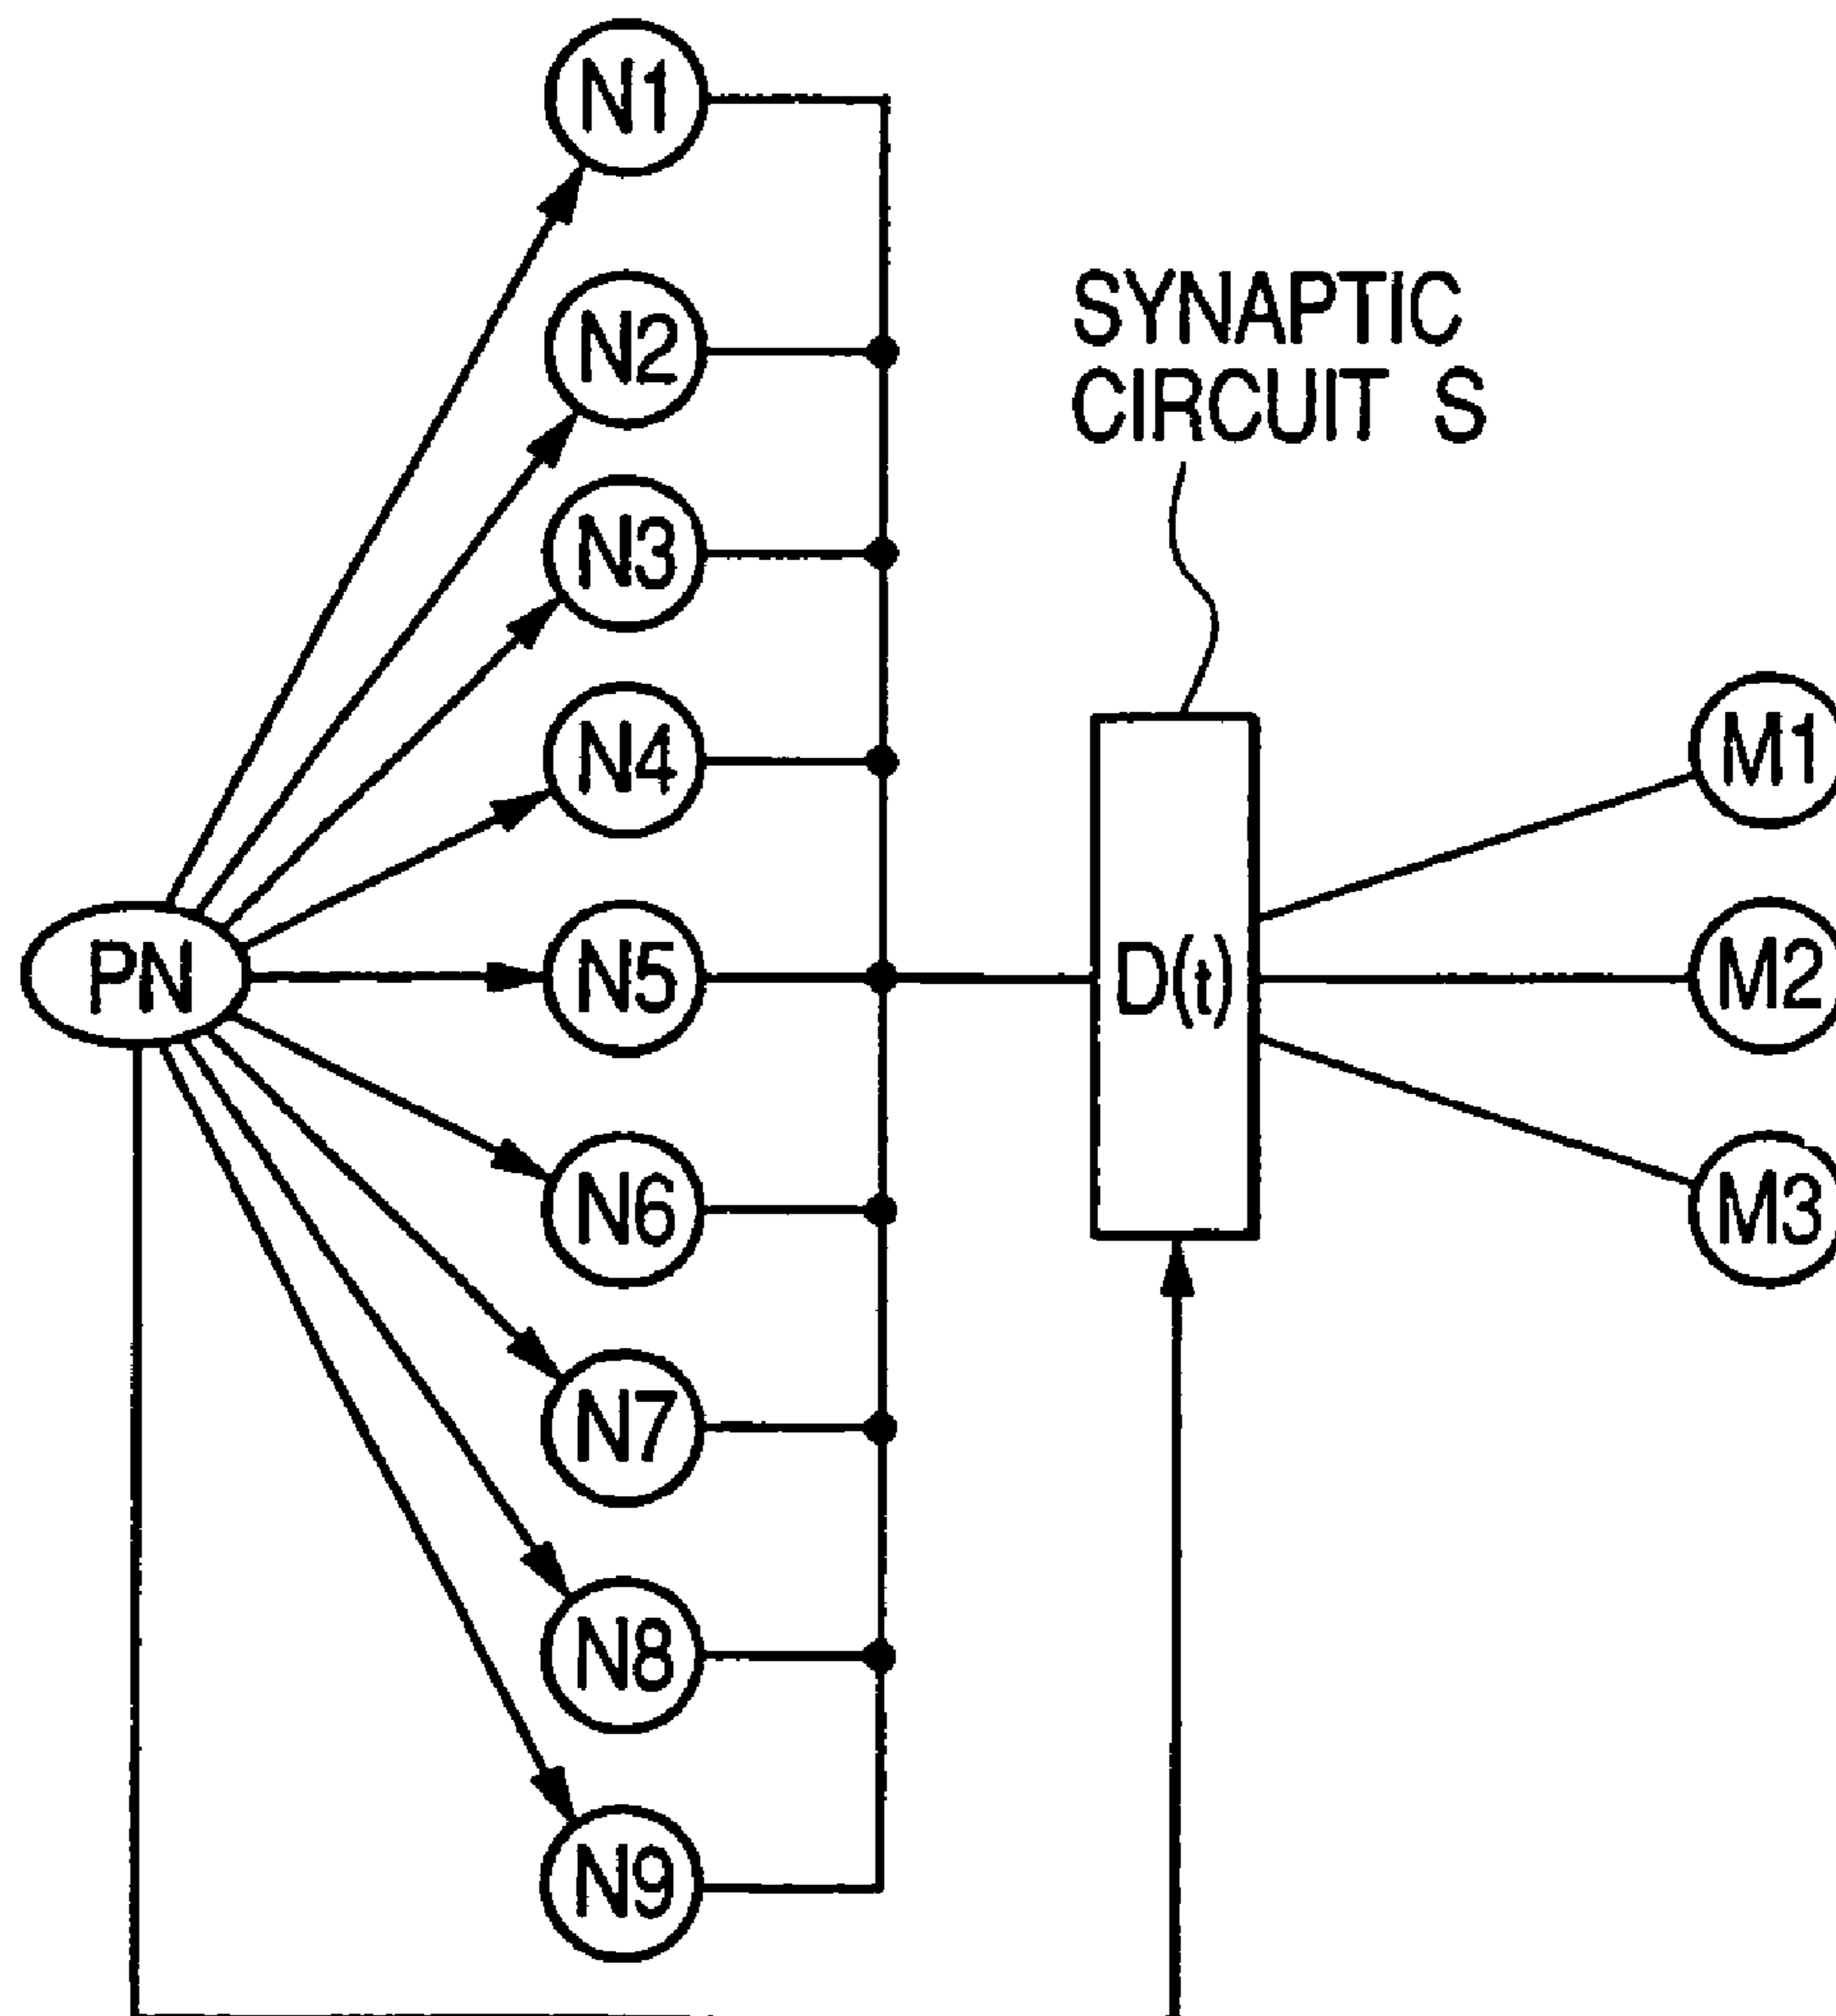 N1
N2
SYNAPTIC
CIRCUIT S
N3
N4
M1
PN
N5
D(t)
M2
N6
M3
N7
N8
N9